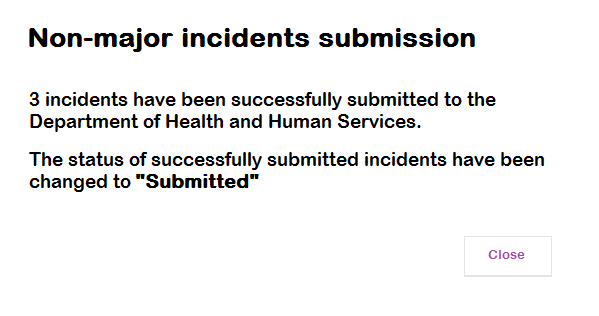 Non-major incidents submission
3 incidents have been successfully submitted to the
Department of Health and Human Services.
The status of successfully submitted incidents have been
changed to "Submitted"
Close